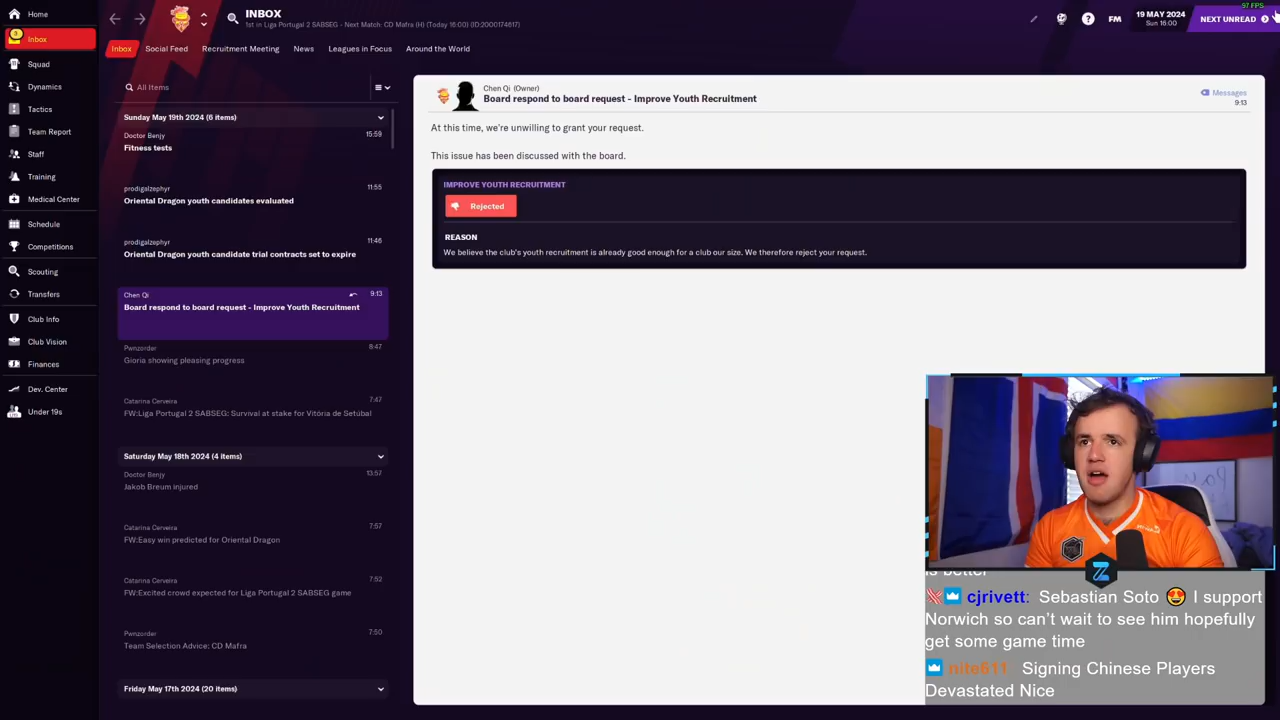 97 FPS
Home
INBOX
1st in Liga Portugal 2 SABSEG - Next Match: CD Mafra (H) (Today 16:00) (ID:2000174617)
FM
19 MAY 2024
Sun 16:00
NEXT UNREAD
3
Inbox
Inbox
Social Feed
Recruitment Meeting
News
Leagues in Focus
Around the World
Squad
Dynamics
Tactics
Team Report
Staff
Training
Medical Center
Schedule
Competitions
Scouting
Transfers
Club Info
Club Vision
Finances
Dev. Center
Under 19s
All Items
Sunday May 19th 2024 (6 items)
Doctor Benjy
15:59
Fitness tests
prodigalzephyr
11:55
Oriental Dragon youth candidates evaluated
prodigalzephyr
11:46
Oriental Dragon youth candidate trial contracts set to expire
Chen Qi
9:13
Board respond to board request - Improve Youth Recruitment
Pwnzorder
8:47
Gioria showing pleasing progress
Catarina Cerveira
7:47
FW:Liga Portugal 2 SABSEG: Survival at stake for Vitória de Setúbal
Saturday May 18th 2024 (4 items)
Doctor Benjy
13:57
Jakob Breum injured
Catarina Cerveira
7:57
FW:Easy win predicted for Oriental Dragon
Catarina Cerveira
7:52
FW:Excited crowd expected for Liga Portugal 2 SABSEG game
Pwnzorder
7:50
Team Selection Advice: CD Mafra
Friday May 17th 2024 (20 items)
Chen Qi (Owner)
Board respond to board request - Improve Youth Recruitment
Messages
9:13
At this time, we're unwilling to grant your request.
This issue has been discussed with the board.
IMPROVE YOUTH RECRUITMENT
Rejected
REASON
We believe the club's youth recruitment is already good enough for a club our size. We therefore reject your request.
is better
cjrivett: Sebastian Soto 😍 I support
Norwich so can't wait to see him hopefully
get some game time
nite611 Signing Chinese Players
Devastated Nice